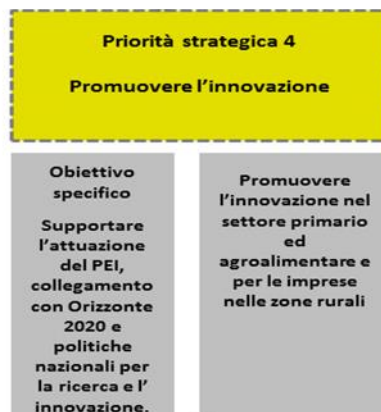 Priorità strategica 4
Promuovere l'innovazione
Obiettivo
specifico
Supportare
l'attuazione
del PEI,
collegamento
con Orizzonte
2020 e
politiche
nazionali per
la ricerca e l'
innovazione.
Promuovere
l'innovazione nel
settore primario
ed
agroalimentare e
per le imprese
nelle zone rurali